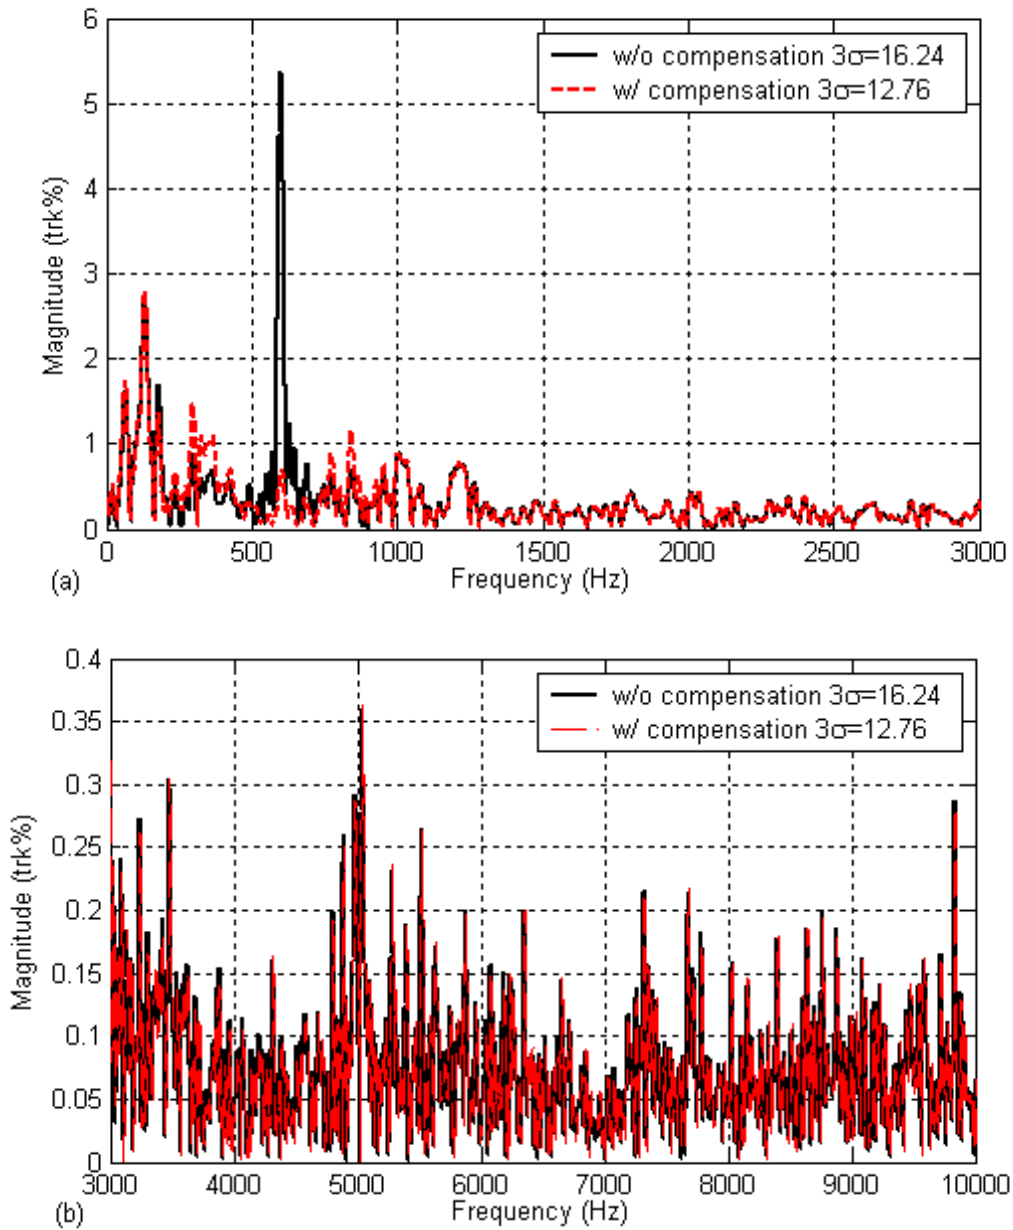 6
5
4
3
2
1
0
Magnitude (trk%)
w/o compensation 3σ=16.24
w/ compensation 3σ=12.76
0 500 1000 1500 2000 2500 3000
Frequency (Hz)
(a)
0.4
0.35
0.3
0.25
0.2
0.15
0.1
0.05
0
Magnitude (trk%)
w/o compensation 3σ=16.24
w/ compensation 3σ=12.76
3000 4000 5000 6000 7000 8000 9000 10000
Frequency (Hz)
(b)